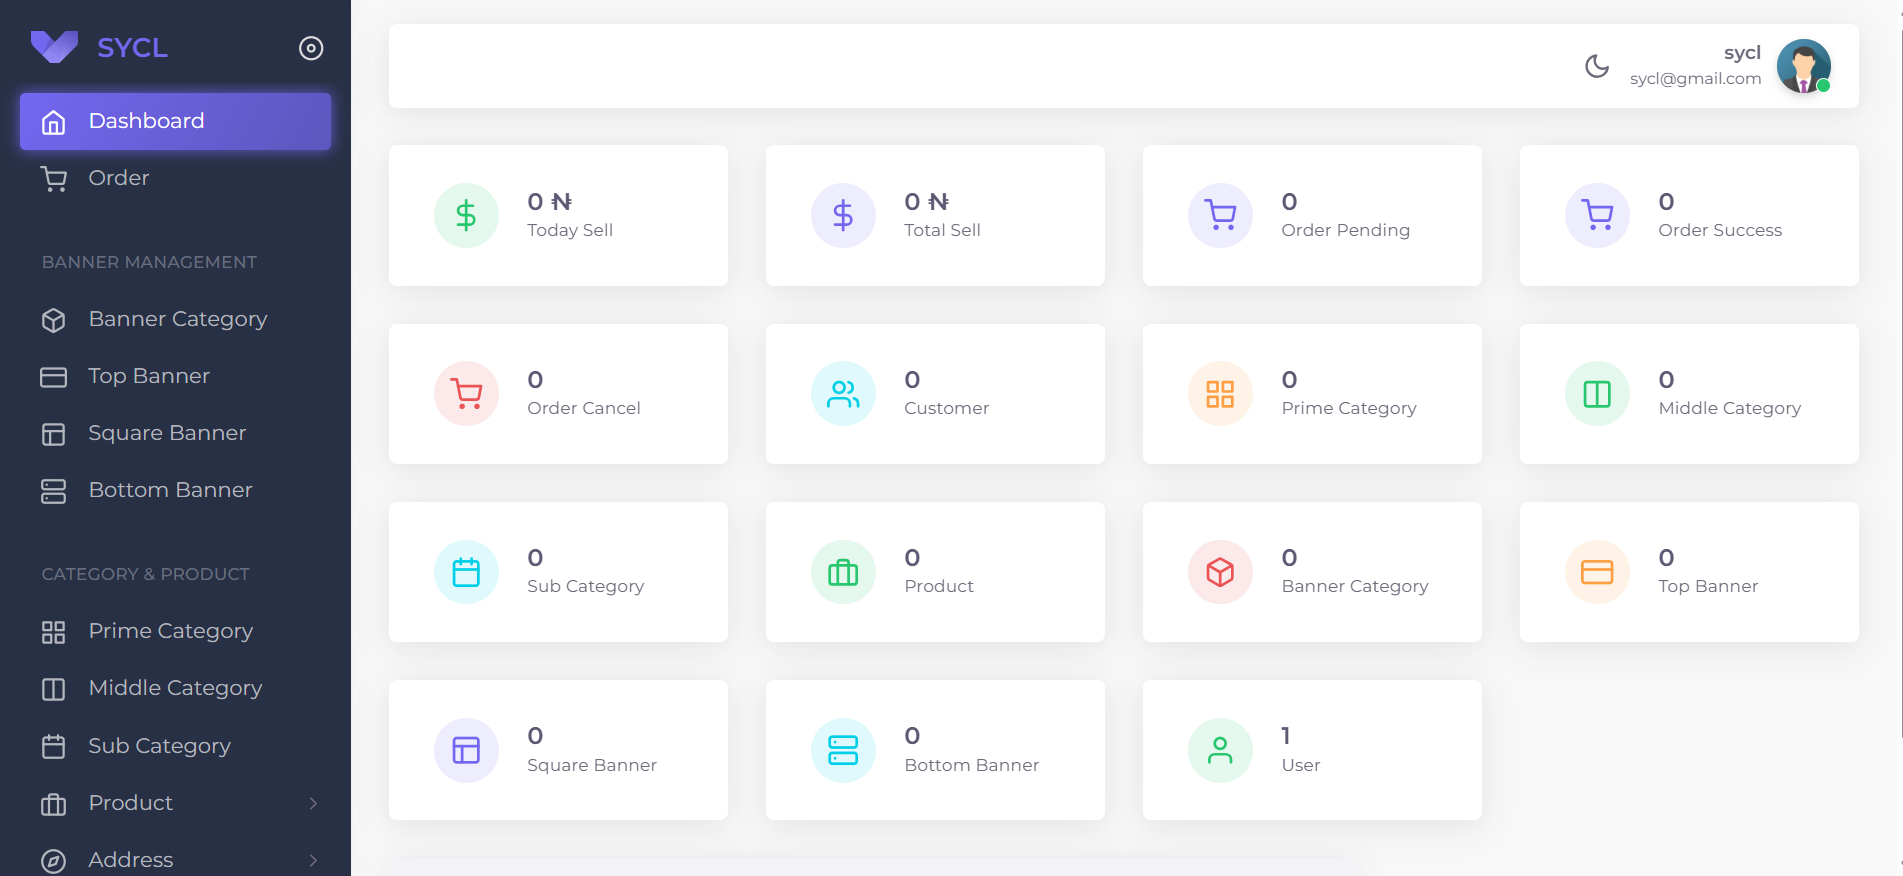 SYCL
Dashboard
Order
BANNER MANAGEMENT
Banner Category
Top Banner
Square Banner
Bottom Banner
CATEGORY & PRODUCT
Prime Category
Middle Category
Sub Category
Product
Address
sycl
sycl@gmail.com
0 ₦
Today Sell
0 ₦
Total Sell
0
Order Pending
0
Order Success
0
Order Cancel
0
Customer
0
Prime Category
0
Middle Category
0
Sub Category
0
Product
0
Banner Category
0
Top Banner
0
Square Banner
0
Bottom Banner
1
User